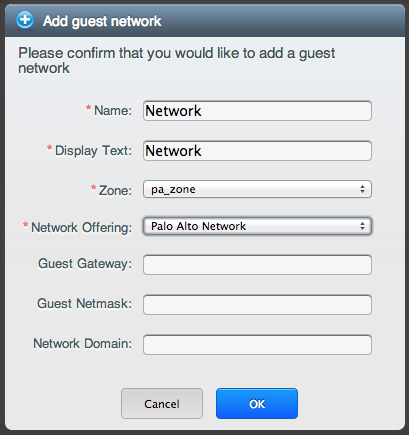 Add guest network
Please confirm that you would like to add a guest
network
* Name: Network
* Display Text: Network
* Zone: pa_zone
* Network Offering: Palo Alto Network
Guest Gateway:
Guest Netmask:
Network Domain:
Cancel OK